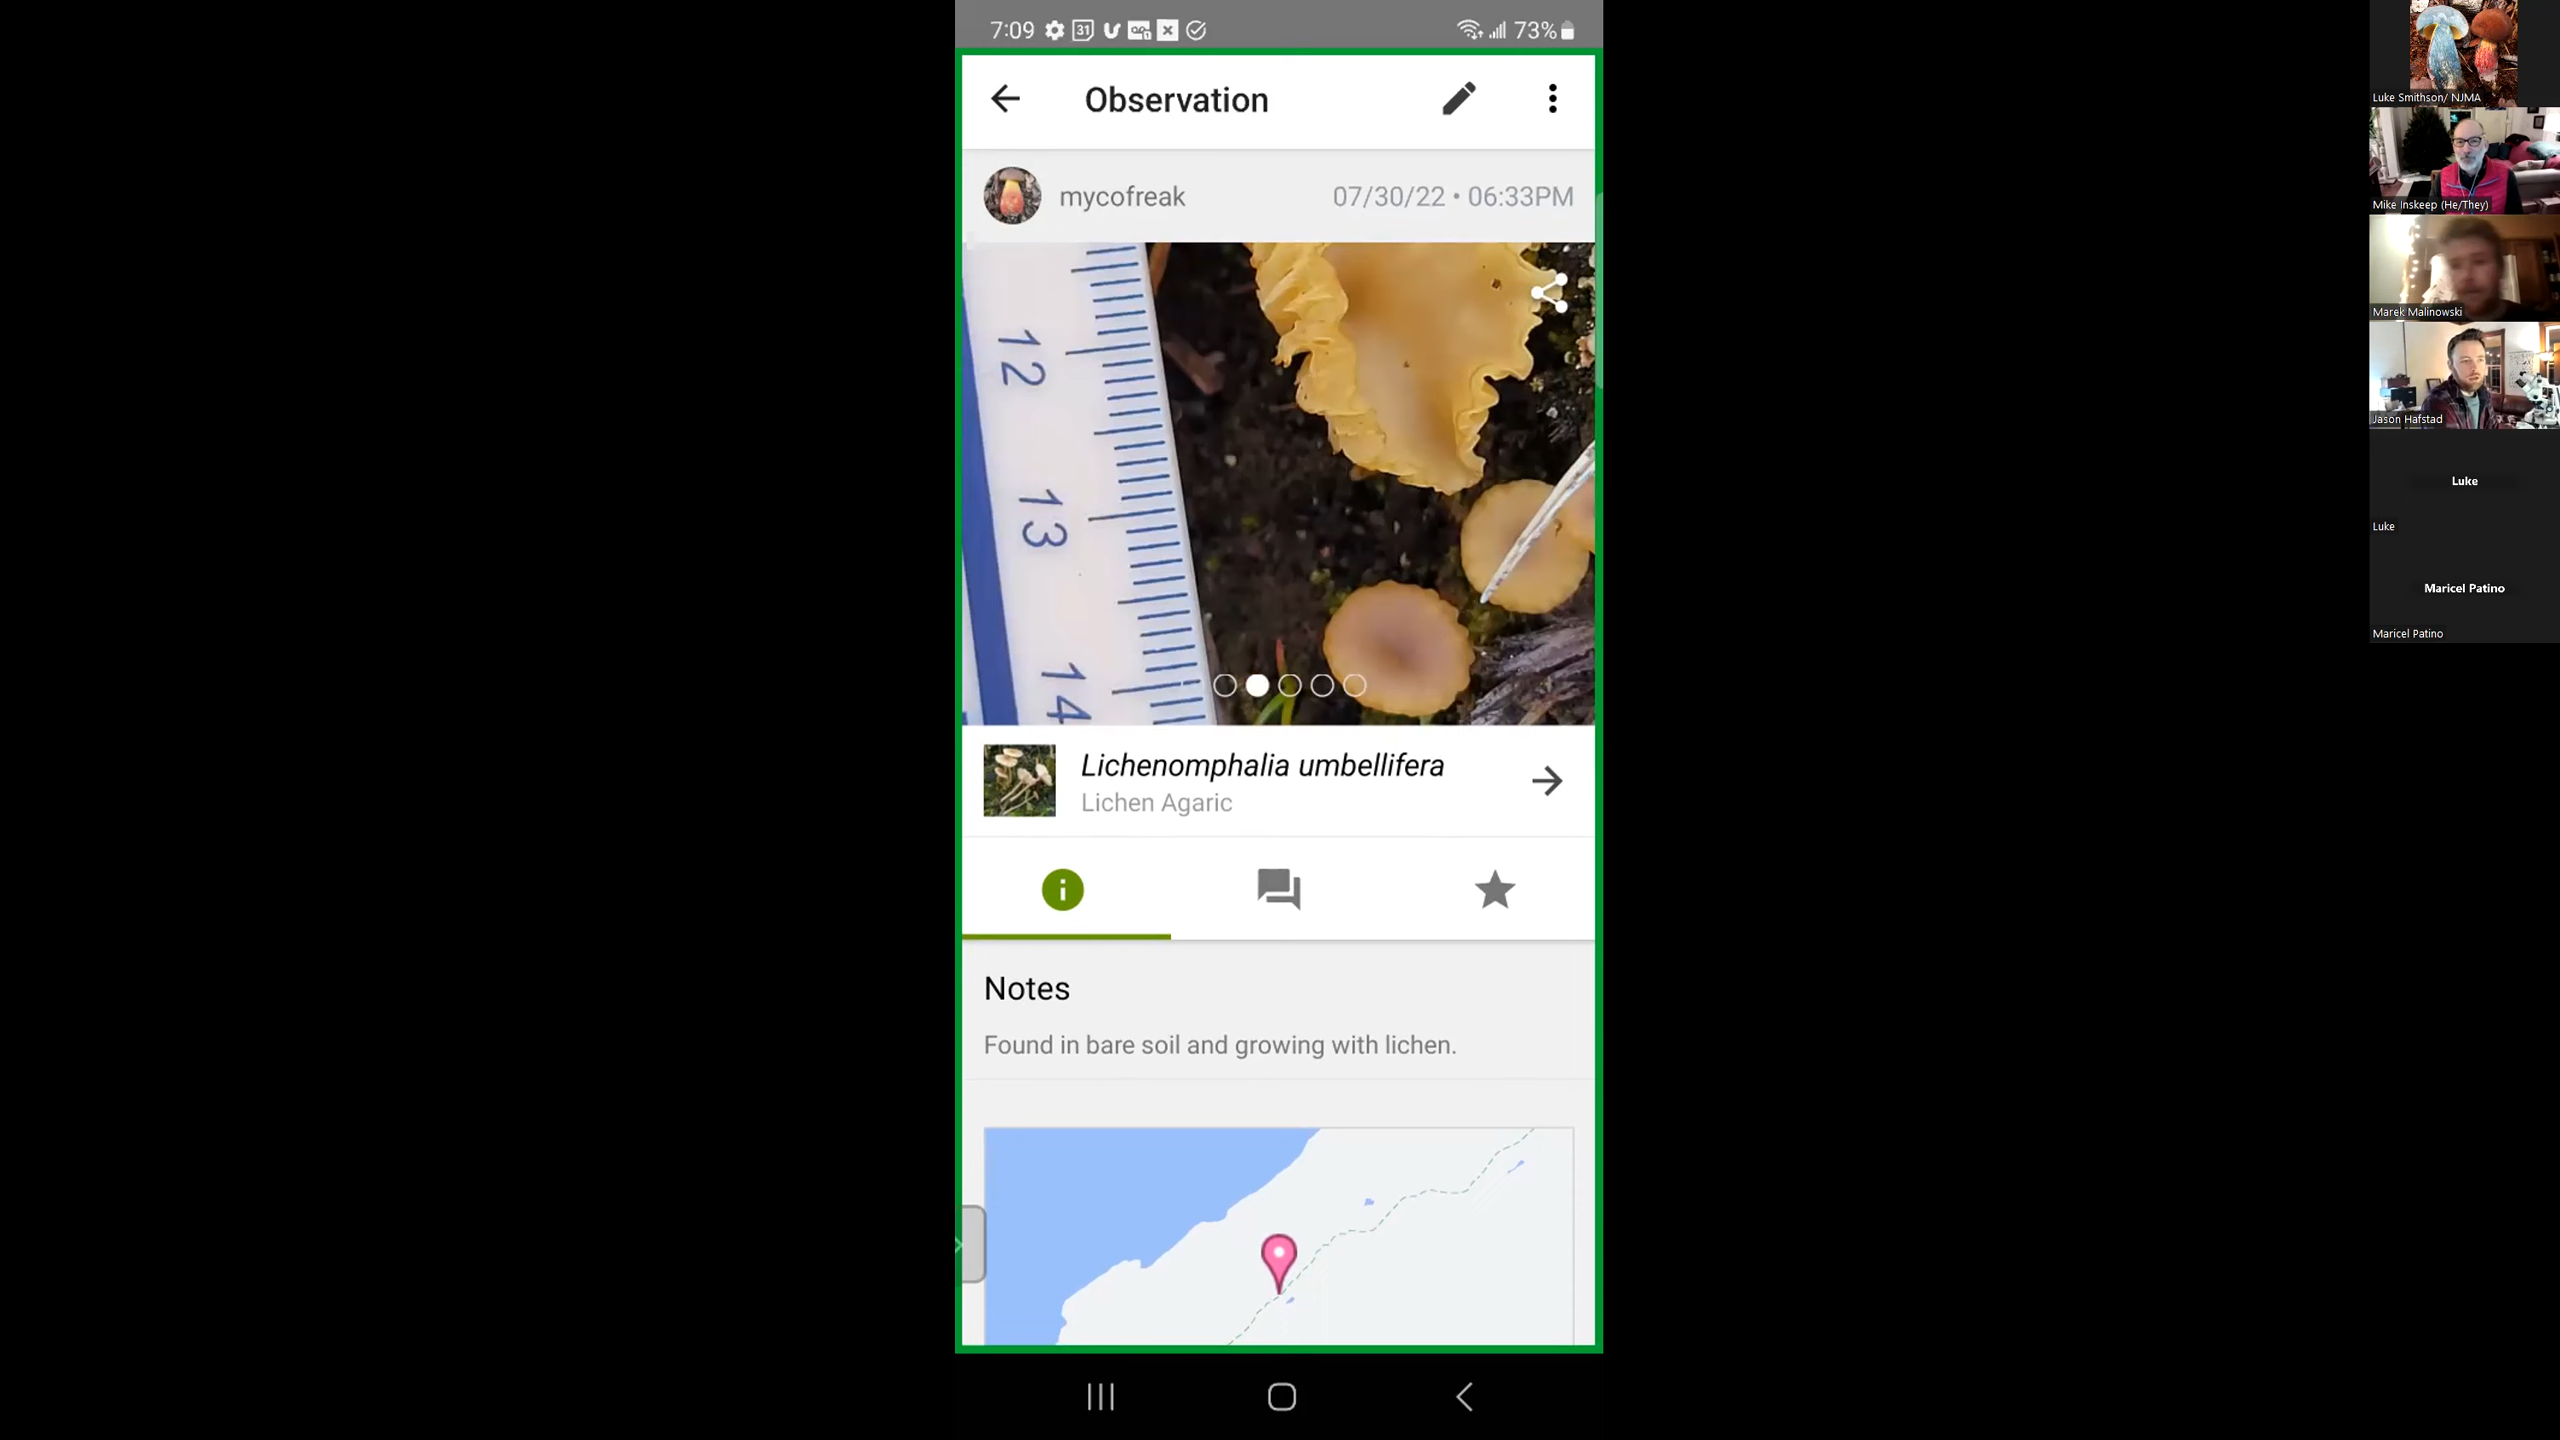 7:09
31
73%
Observation
mycofreak
07/30/22 • 06:33PM
12
13
14
Lichenomphalia umbellifera
Lichen Agaric
Notes
Found in bare soil and growing with lichen.
Luke Smithson/ NJMA
Mike Inskeep (He/They)
Marek Malinowski
Jason Hafstad
Luke
Luke
Maricel Patino
Maricel Patino